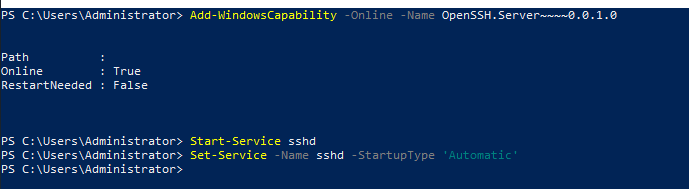 PS C:\Users\Administrator> Add-WindowsCapability -Online -Name OpenSSH.Server~~~~0.0.1.0
Path          :
Online        : True
RestartNeeded : False
PS C:\Users\Administrator> Start-Service sshd
PS C:\Users\Administrator> Set-Service -Name sshd -StartupType 'Automatic'
PS C:\Users\Administrator>